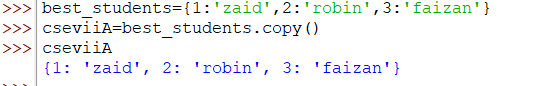 >>> best_students={1:'zaid',2:'robin',3:'faizan'}
>>> cseviiA=best_students.copy()
>>> cseviiA
{1: 'zaid', 2: 'robin', 3: 'faizan'}